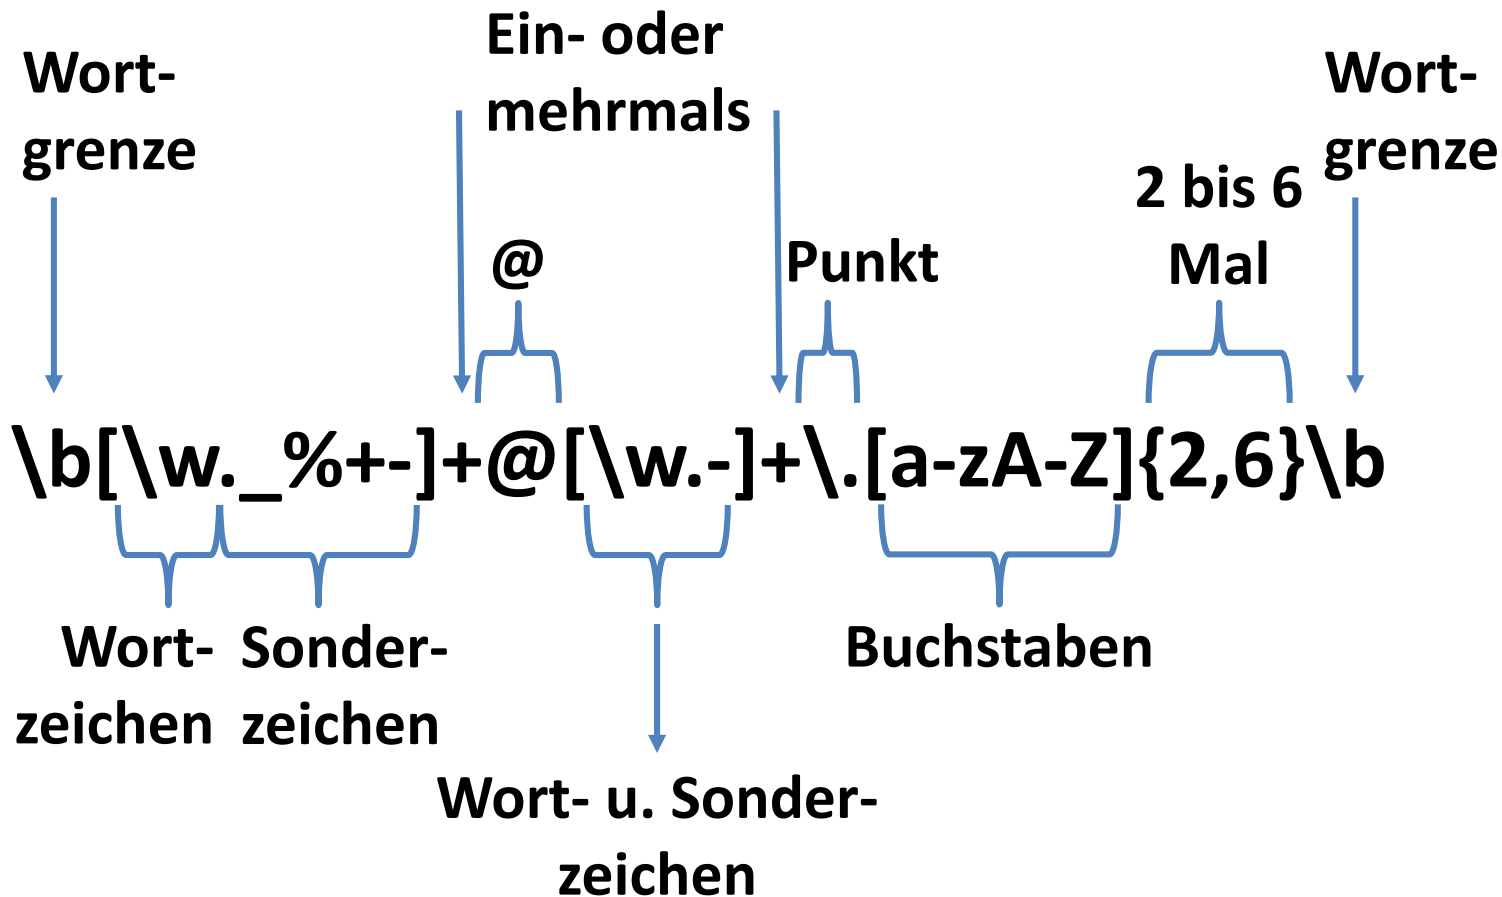 Wort-
grenze
Ein- oder
mehrmals
Wort-
grenze
@
Punkt
2 bis 6
Mal
\b[\w._%+-]+@[\w.-]+\.[a-zA-Z]{2,6}\b
Wort-
zeichen
Sonder-
zeichen
Buchstaben
Wort- u. Sonder-
zeichen